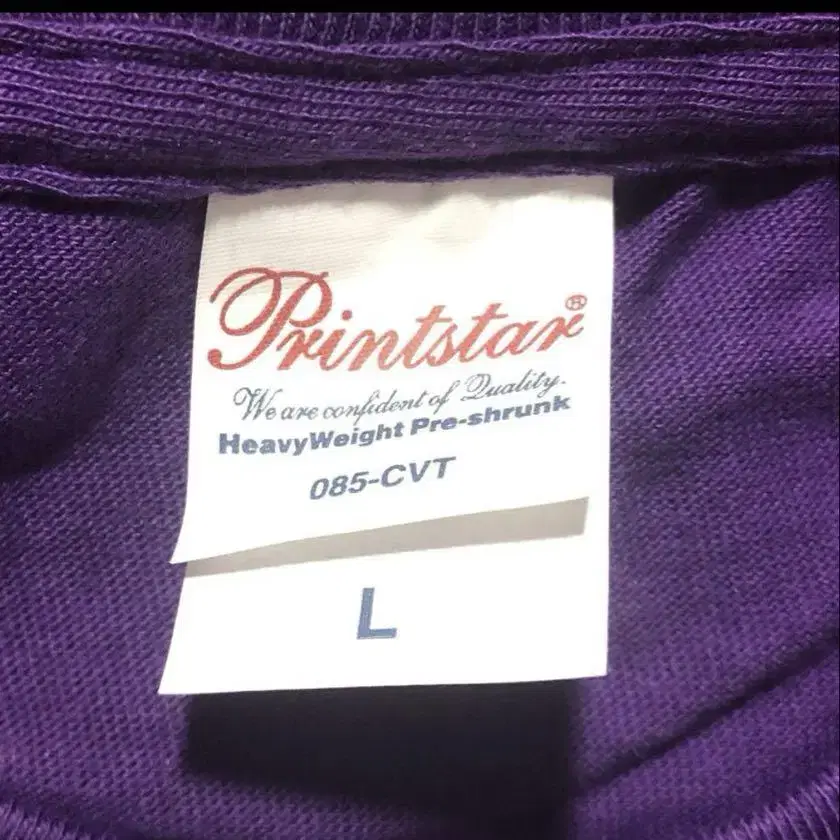 Printstar®
We are confident of Quality.
HeavyWeight Pre-shrunk
085-CVT
L